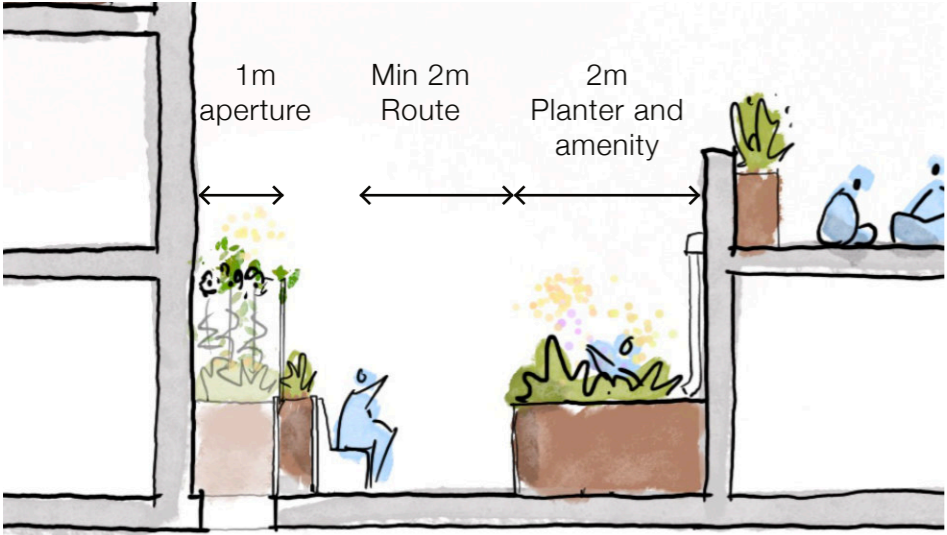 1m
aperture
Min 2m
Route
2m
Planter and
amenity